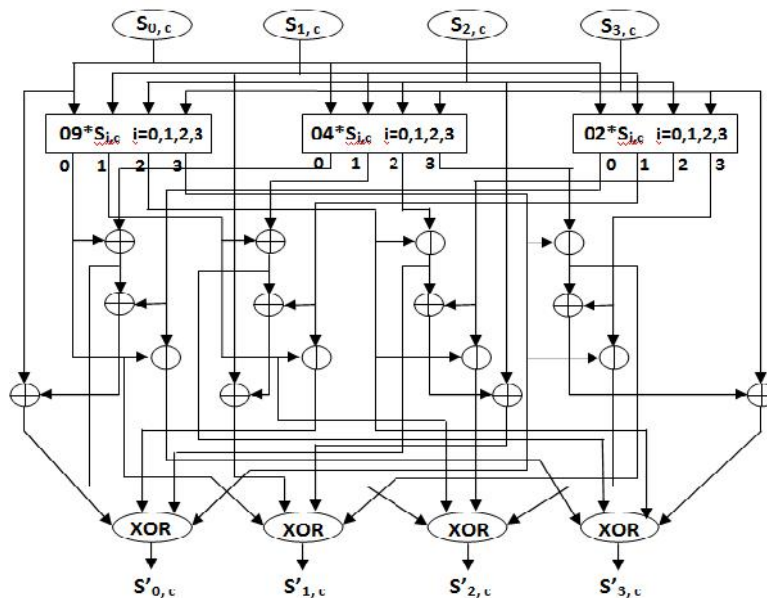 S0, c S1, c S2, c S3, c
09*Si,c i=0,1,2,3 04*Si,c i=0,1,2,3 02*Si,c i=0,1,2,3
0 1 2 3 0 1 2 3 0 1 2 3
XOR XOR XOR XOR
S'0, c S'1, c S'2, c S'3, c